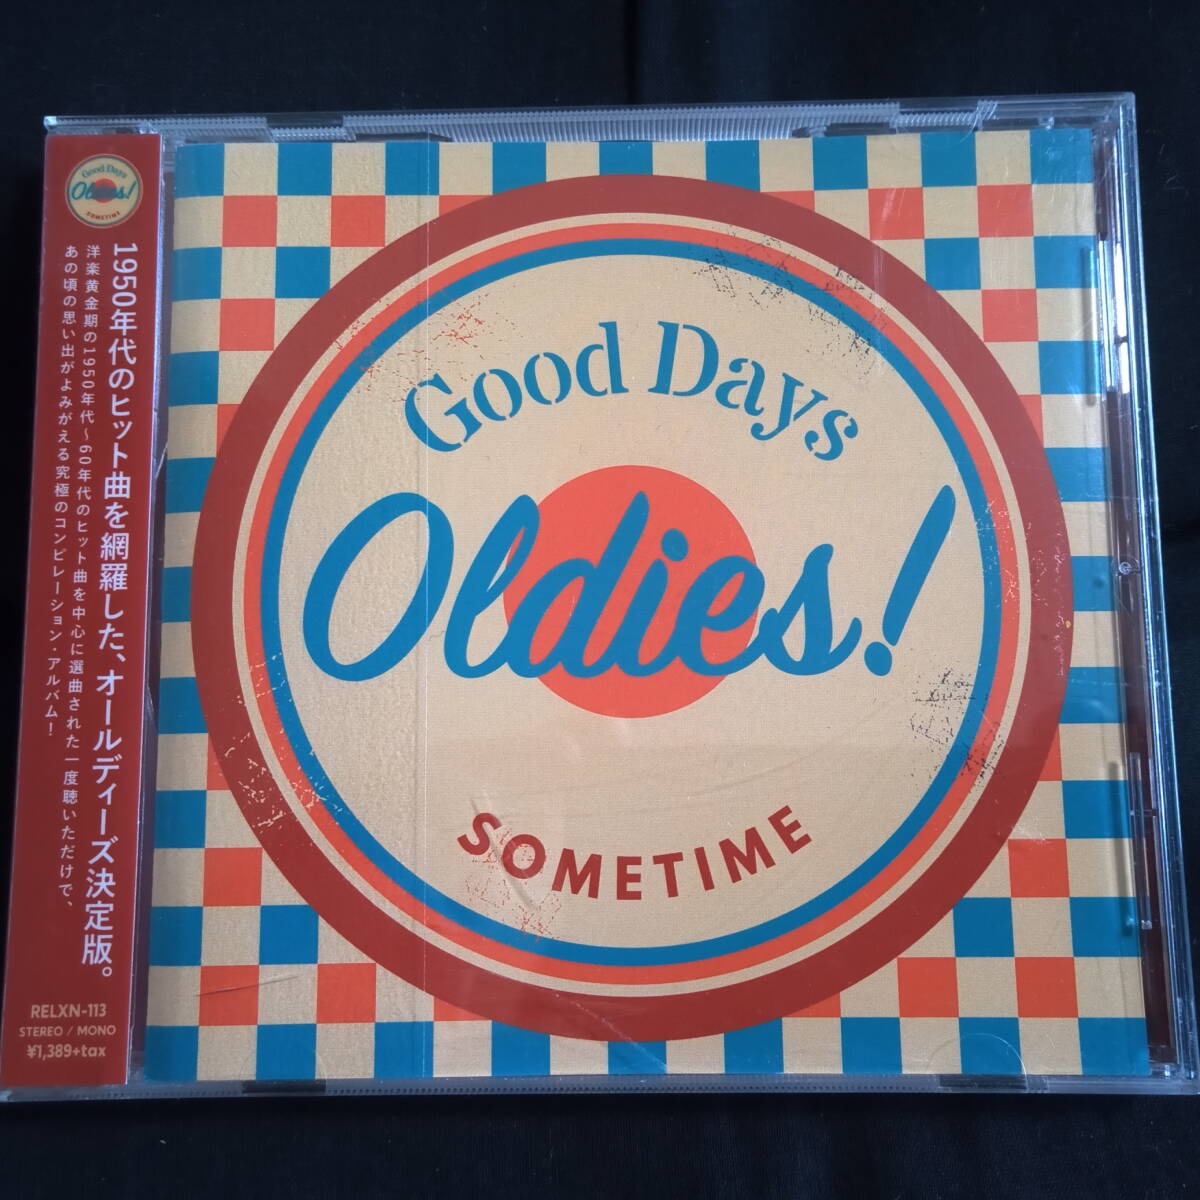 Good Days
Oldies!
SOMETIME
1950年代のヒット曲を網羅した、オールディーズ決定版。
洋楽黄金期の1950年代～60年代のヒット曲を中心に選曲された一度聴いただけで、
あの頃の思い出がよみがえる究極のコンピレーション・アルバム！
RELXN-113
STEREO / MONO
¥1,389+tax
Good Days
Oldies!
SOMETIME